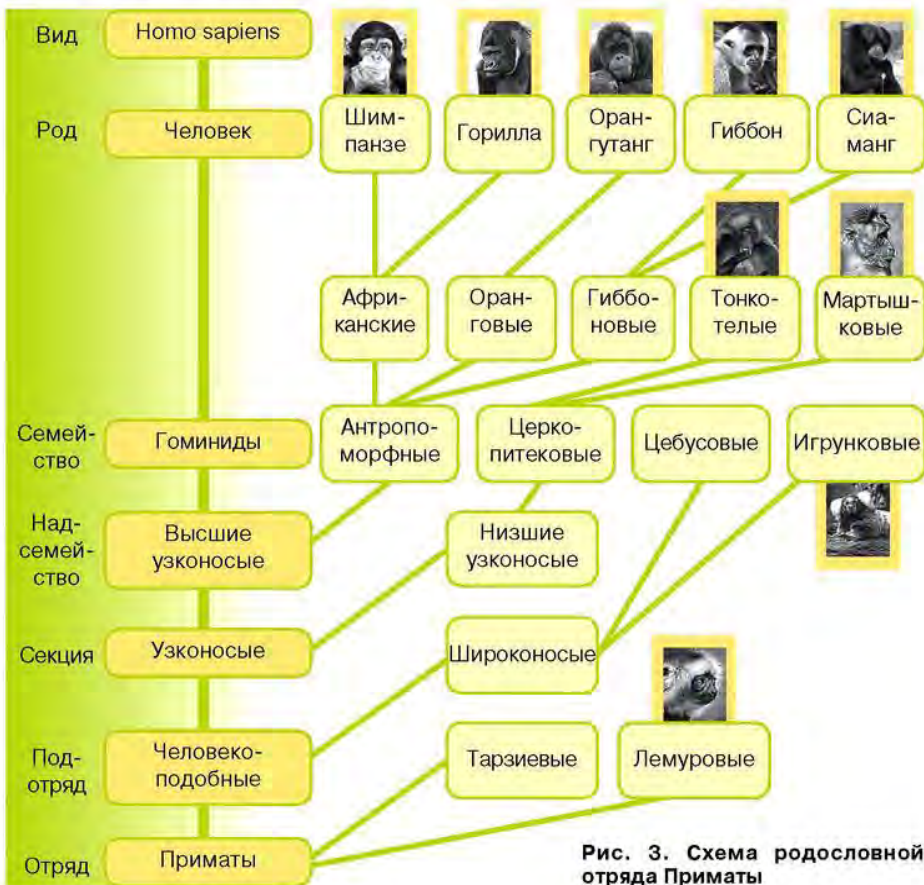 Вид
Homo sapiens
Род
Человек
Шим-
панзе
Горилла
Оран-
гутанг
Гиббон
Сиа-
манг
Афри-
канские
Оран-
говые
Гиббо-
новые
Тонко-
телые
Мартыш-
ковые
Семей-
ство
Гоминиды
Антропо-
морфные
Церко-
питековые
Цебусовые
Игрунковые
Над-
семей-
ство
Высшие
узконосые
Низшие
узконосые
Секция
Узконосые
Широконосые
Под-
отряд
Человеко-
подобные
Тарзиевые
Лемуровые
Отряд
Приматы
Рис. 3. Схема родословной
отряда Приматы